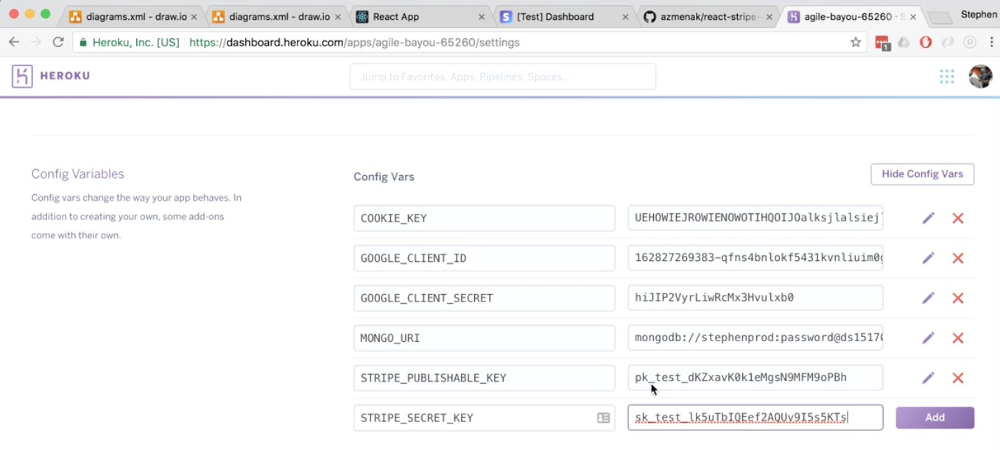 diagrams.xml - draw.io
diagrams.xml - draw.io
React App
[Test] Dashboard
azmenak/react-stripe-
agile-bayou-65260 · S
Stephen
Heroku, Inc. [US] https://dashboard.heroku.com/apps/agile-bayou-65260/settings
1
HEROKU
Jump to Favorites, Apps, Pipelines, Spaces...
Config Variables
Config vars change the way your app behaves. In
addition to creating your own, some add-ons
come with their own.
Config Vars
Hide Config Vars
COOKIE_KEY UEHOWIEJROWIENOWOTIHQOIJOalksjlalsiej
GOOGLE_CLIENT_ID 162827269383-qfns4bnlokf5431kvnliuim0
GOOGLE_CLIENT_SECRET hiJIP2VyrLiwRcMx3Hvulxb0
MONGO_URI mongodb://stephenprod:password@ds1517
STRIPE_PUBLISHABLE_KEY pk_test_dKZxavK0k1eMgsN9MFM9oPBh
STRIPE_SECRET_KEY sk_test_lk5uTbIQEef2AQUv9I5s5KTs Add